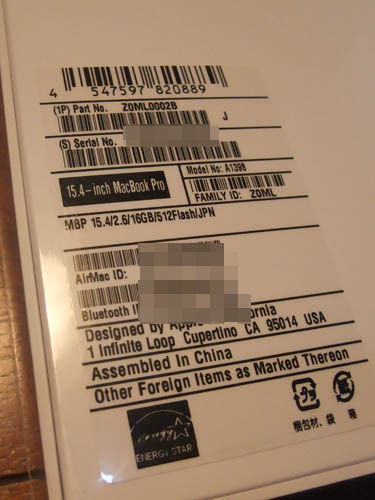 4 547597 820889
(1P) Part No. Z0ML0002B
J
(S) Serial No.
Model No: A1398
15.4-inch MacBook Pro
FAMILY ID: Z0ML
MBP 15.4/2.6/16GB/512Flash/JPN
AirMac ID:
Bluetooth
Designed by Apple
1 Infinite Loop Cupertino CA 95014 USA
Assembled in China
Other Foreign Items as Marked Thereon
energy
ENERGY STAR
梱包材、袋 箱